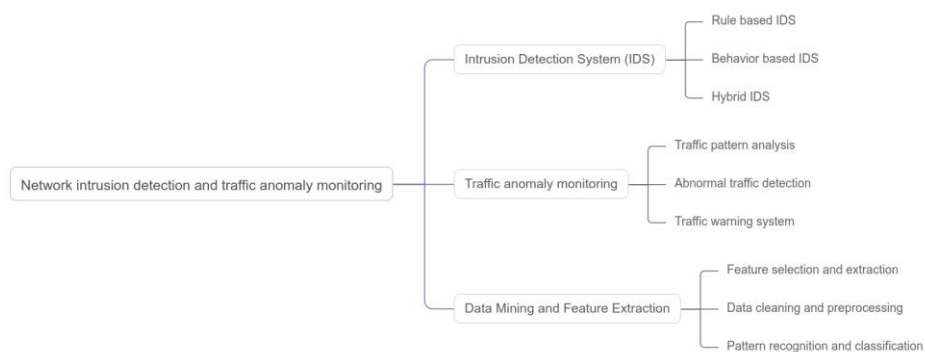 Network intrusion detection and traffic anomaly monitoring
Intrusion Detection System (IDS)
Rule based IDS
Behavior based IDS
Hybrid IDS
Traffic anomaly monitoring
Traffic pattern analysis
Abnormal traffic detection
Traffic warning system
Data Mining and Feature Extraction
Feature selection and extraction
Data cleaning and preprocessing
Pattern recognition and classification